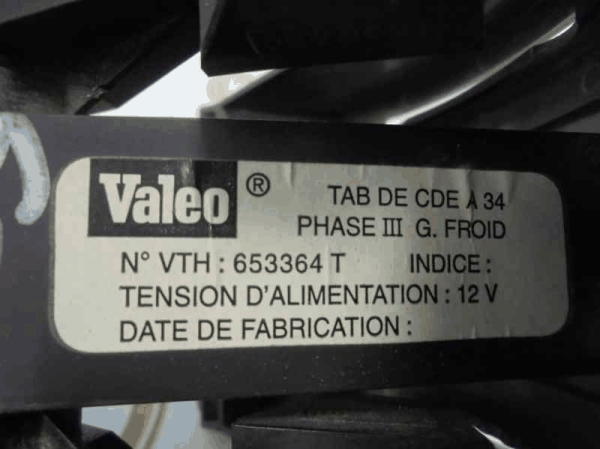 Valeo ® TAB DE CDE A 34
PHASE III G. FROID
N° VTH : 653364 T INDICE :
TENSION D'ALIMENTATION : 12 V
DATE DE FABRICATION :